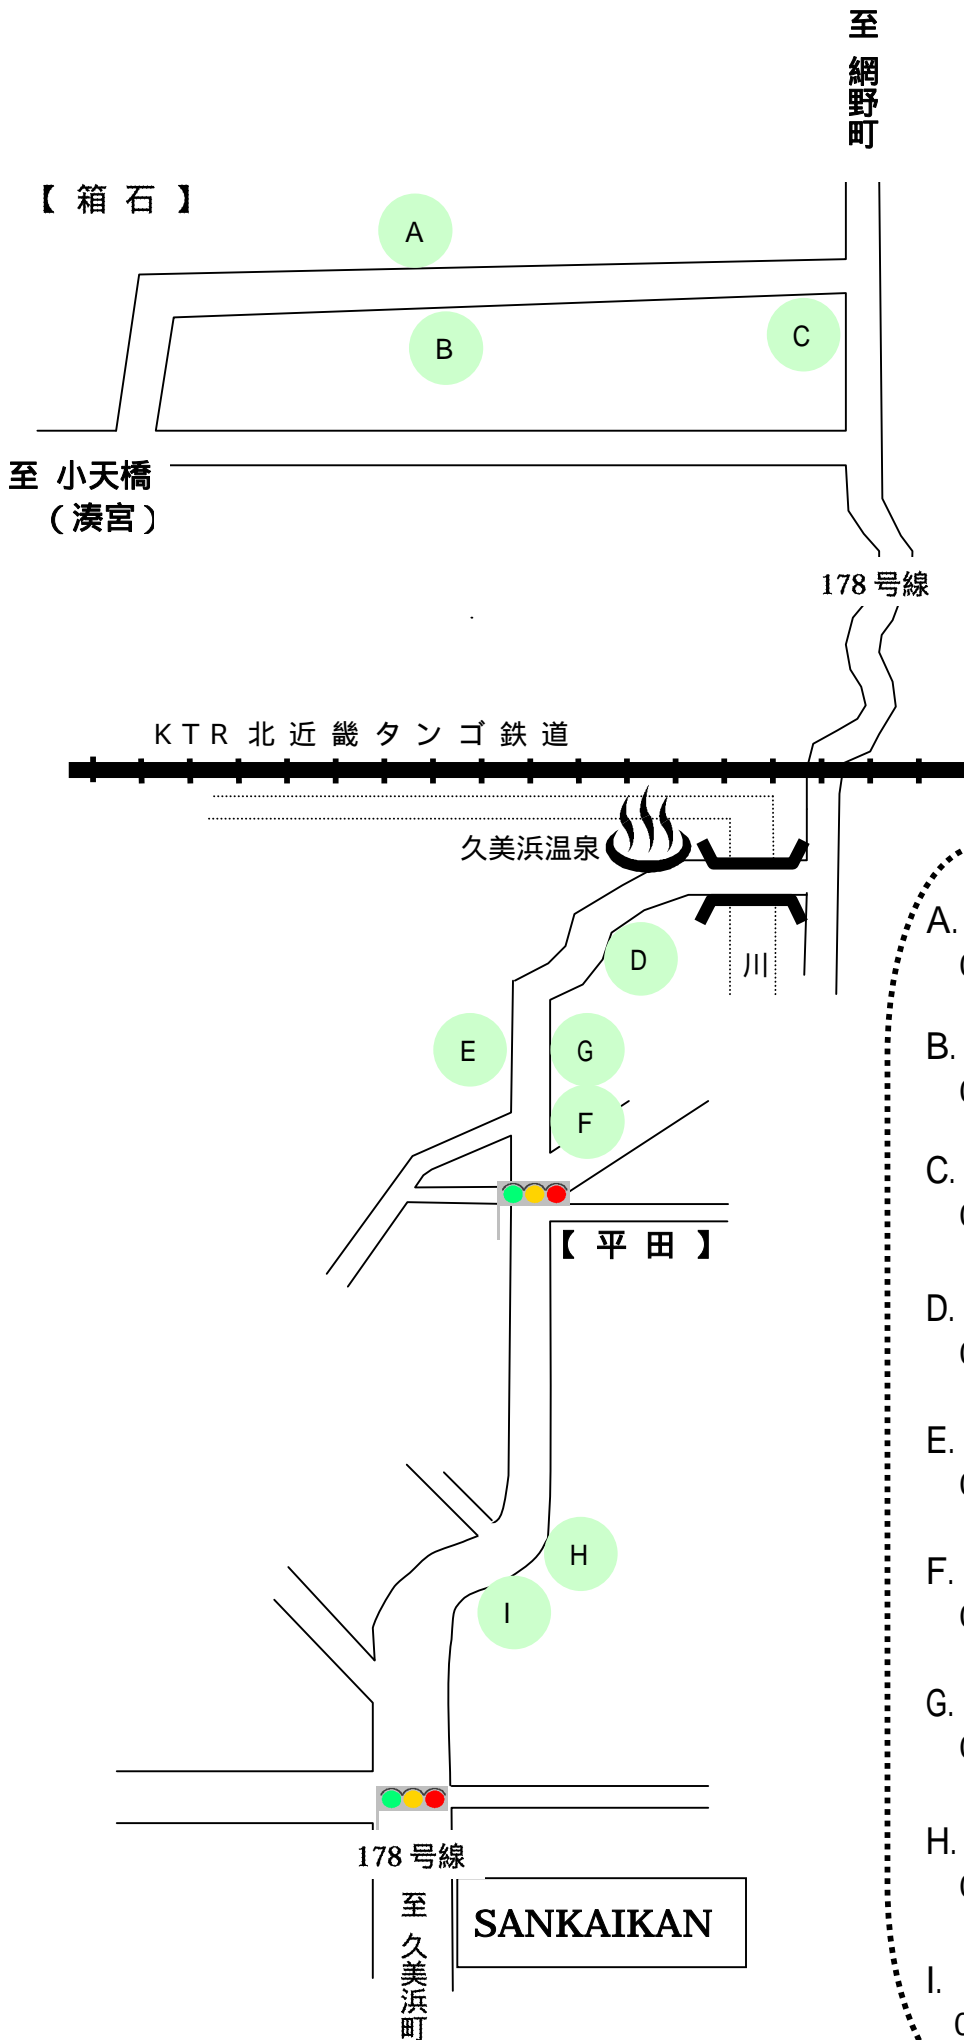 至 網野町
【 箱 石 】
A
B
C
至 小天橋
（ 湊宮 ）
178 号線
KTR 北近畿タンゴ鉄道
久美浜温泉
川
D
E
G
F
【 平 田 】
H
I
178 号線
至 久美浜町
SANKAIKAN
A.
B.
C.
D.
E.
F.
G.
H.
I.